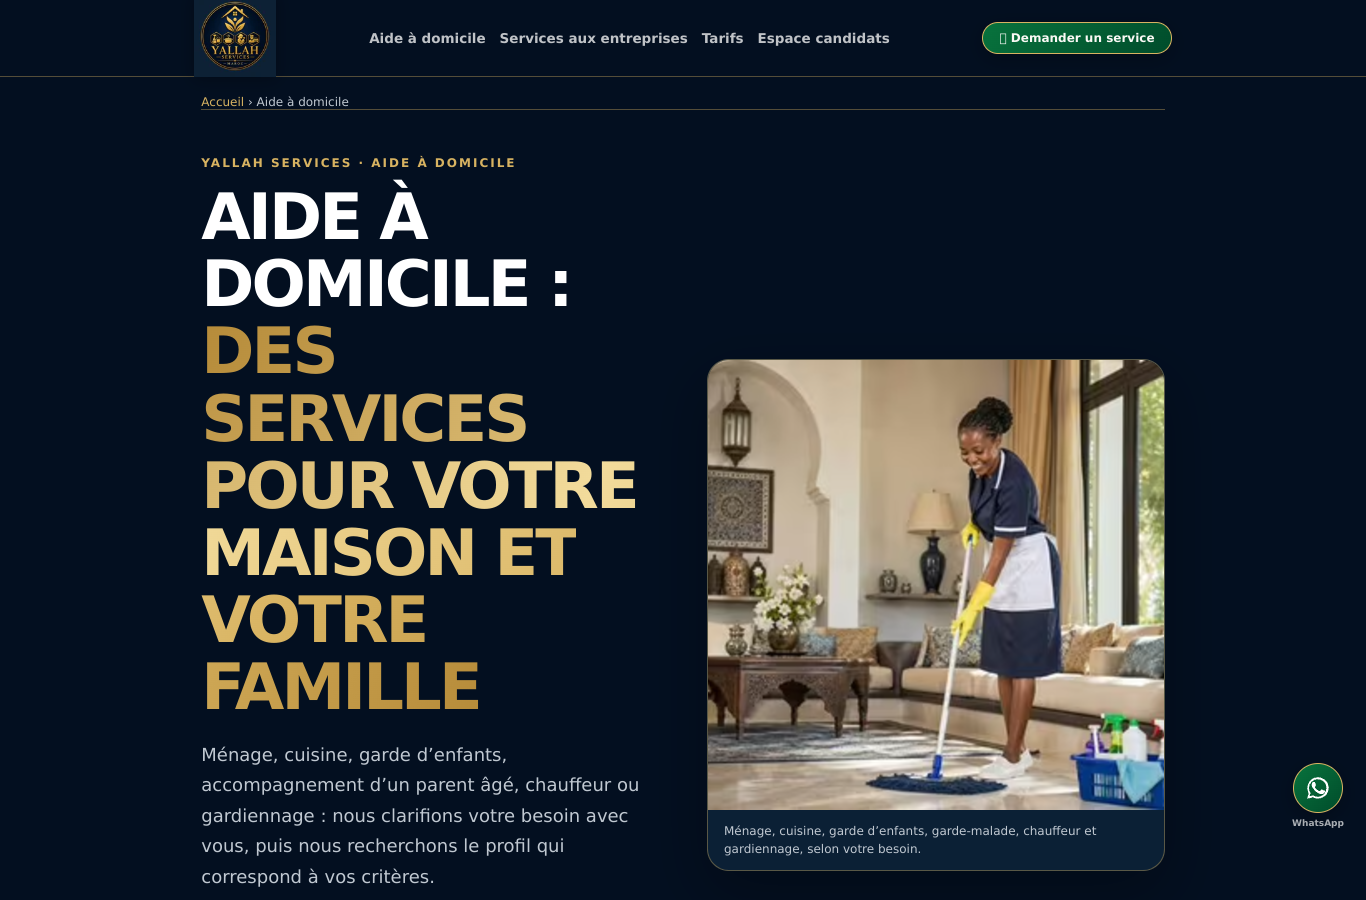 YALLAH
SERVICES
MAROC
Aide à domicile Services aux entreprises Tarifs Espace candidats
Demander un service
Accueil › Aide à domicile
YALLAH SERVICES · AIDE À DOMICILE
AIDE À
DOMICILE :
DES
SERVICES
POUR VOTRE
MAISON ET
VOTRE
FAMILLE
Ménage, cuisine, garde d’enfants,
accompagnement d’un parent âgé, chauffeur ou
gardiennage : nous clarifions votre besoin avec
vous, puis nous recherchons le profil qui
correspond à vos critères.
Ménage, cuisine, garde d’enfants, garde-malade, chauffeur et
gardiennage, selon votre besoin.
WhatsApp